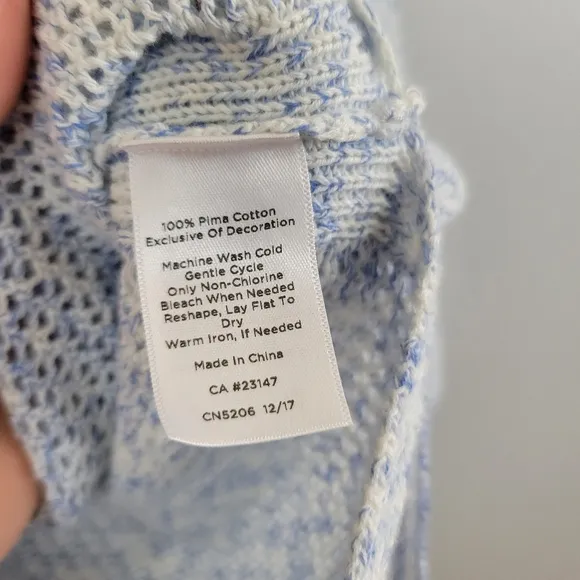 100% Pima Cotton
Exclusive Of Decoration
Machine Wash Cold
Gentle Cycle
Only Non-Chlorine
Bleach When Needed
Reshape, Lay Flat To
Dry
Warm Iron, If Needed
Made in China
CA #23147
CN5206 12/17